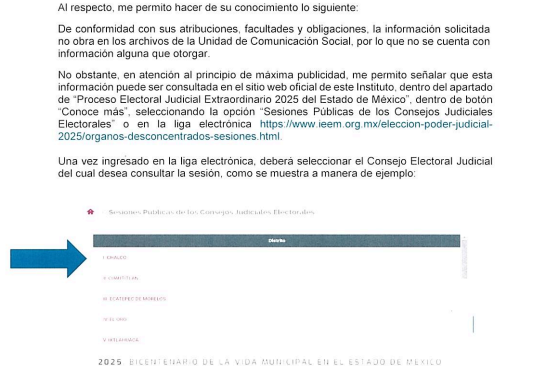 Al respecto, me permito hacer de su conocimiento lo siguiente:
De conformidad con sus atribuciones, facultades y obligaciones, la información solicitada
no obra en los archivos de la Unidad de Comunicación Social, por lo que no se cuenta con
información alguna que otorgar.
No obstante, en atención al principio de máxima publicidad, me permito señalar que esta
información puede ser consultada en el sitio web oficial de este Instituto, dentro del apartado
de “Proceso Electoral Judicial Extraordinario 2025 del Estado de México”, dentro de botón
“Conoce más”, seleccionando la opción “Sesiones Públicas de los Consejos Judiciales
Electorales” o en la liga electrónica https://www.ieem.org.mx/eleccion-poder-judicial-
2025/organos-desconcentrados-sesiones.html.
Una vez ingresado en la liga electrónica, deberá seleccionar el Consejo Electoral Judicial
del cual desea consultar la sesión, como se muestra a manera de ejemplo:
Sesiones Públicas de los Consejos Judiciales Electorales
Distrito
I. CHALCO
II. CUAUTITLÁN
III. ECATEPEC DE MORELOS
IV. EL ORO
V. IXTLAHUACA
2025. BICENTENARIO DE LA VIDA MUNICIPAL EN EL ESTADO DE MÉXICO